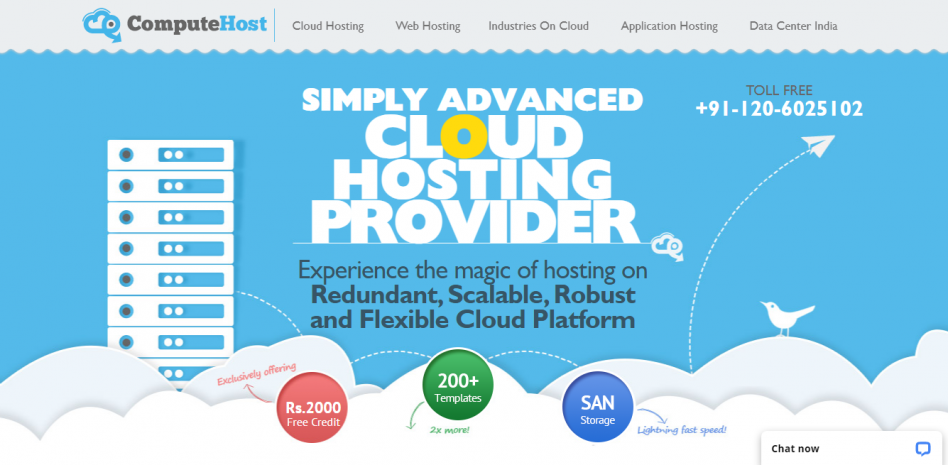 ComputeHost
Cloud Hosting
Web Hosting
Industries On Cloud
Application Hosting
Data Center India
TOLL FREE
+91-120-6025102
SIMPLY ADVANCED
CLOUD
HOSTING
PROVIDER
Experience the magic of hosting on
Redundant, Scalable, Robust
and Flexible Cloud Platform
Exclusively offering
Rs.2000
Free Credit
200+
Templates
2x more!
SAN
Storage
Lightning fast speed!
Chat now